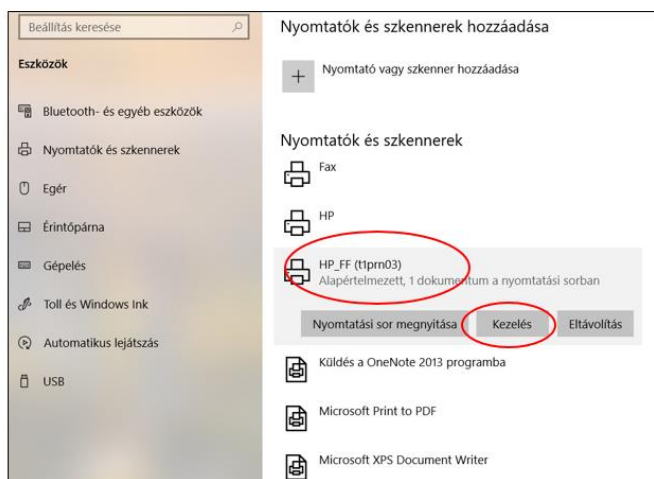 Beállítás keresése
Eszközök
Bluetooth- és egyéb eszközök
Nyomtatók és szkennerek
Egér
Érintőpárna
Gépelés
Toll és Windows Ink
Automatikus lejátszás
USB
Nyomtatók és szkennerek hozzáadása
Nyomtató vagy szkenner hozzáadása
Nyomtatók és szkennerek
Fax
HP
HP_FF (t1prn03)
Alapértelmezett, 1 dokumentum a nyomtatási sorban
Nyomtatási sor megnyitása Kezelés Eltávolítás
Küldés a OneNote 2013 programba
Microsoft Print to PDF
Microsoft XPS Document Writer